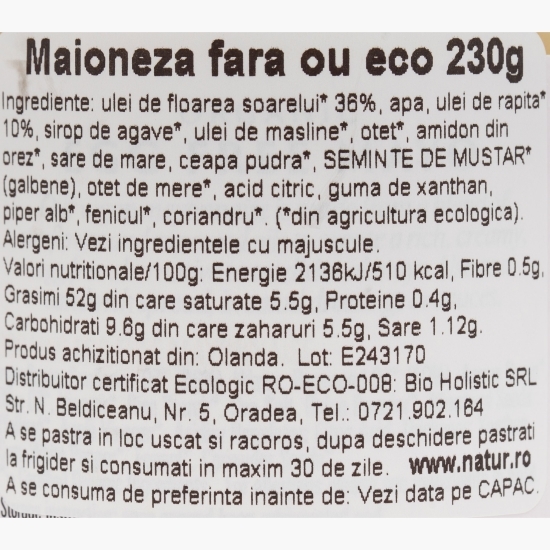 Maioneza fara ou eco 230g
Ingrediente: ulei de floarea soarelui* 36%, apa, ulei de rapita*
10%, sirop de agave*, ulei de masline*, otet*, amidon din
orez*, sare de mare, ceapa pudra*, SEMINTE DE MUSTAR*
(galbene), otet de mere*, acid citric, guma de xanthan,
piper alb*, fenicul*, coriandru*. (*din agricultura ecologica).
Alergeni: Vezi ingredientele cu majuscule.
Valori nutritionale/100g: Energie 2136kJ/510 kcal, Fibre 0.5g,
Grasimi 52g din care saturate 5.5g, Proteine 0.4g,
Carbohidrati 9.6g din care zaharuri 5.5g, Sare 1.12g.
Produs achizitionat din: Olanda. Lot: E243170
Distribuitor certificat Ecologic RO-ECO-008: Bio Holistic SRL
Str. N. Beldiceanu, Nr. 5, Oradea, Tel.: 0721.902.164
A se pastra in loc uscat si racoros, dupa deschidere pastrati
la frigider si consumati in maxim 30 de zile. www.natur.ro
A se consuma de preferinta inainte de: Vezi data pe CAPAC.